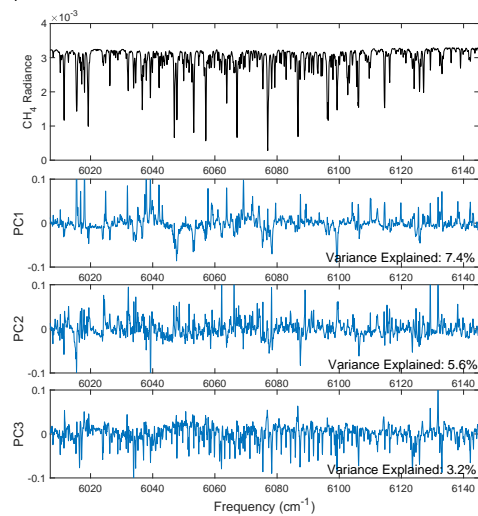 ×10⁻³
4
3
2
1
0
CH₄ Radiance
6020 6040 6060 6080 6100 6120 6140
0.1
0
-0.1
PC1
Variance Explained: 7.4%
6020 6040 6060 6080 6100 6120 6140
0.1
0
-0.1
PC2
Variance Explained: 5.6%
6020 6040 6060 6080 6100 6120 6140
0.1
0
-0.1
PC3
Variance Explained: 3.2%
6020 6040 6060 6080 6100 6120 6140
Frequency (cm⁻¹)